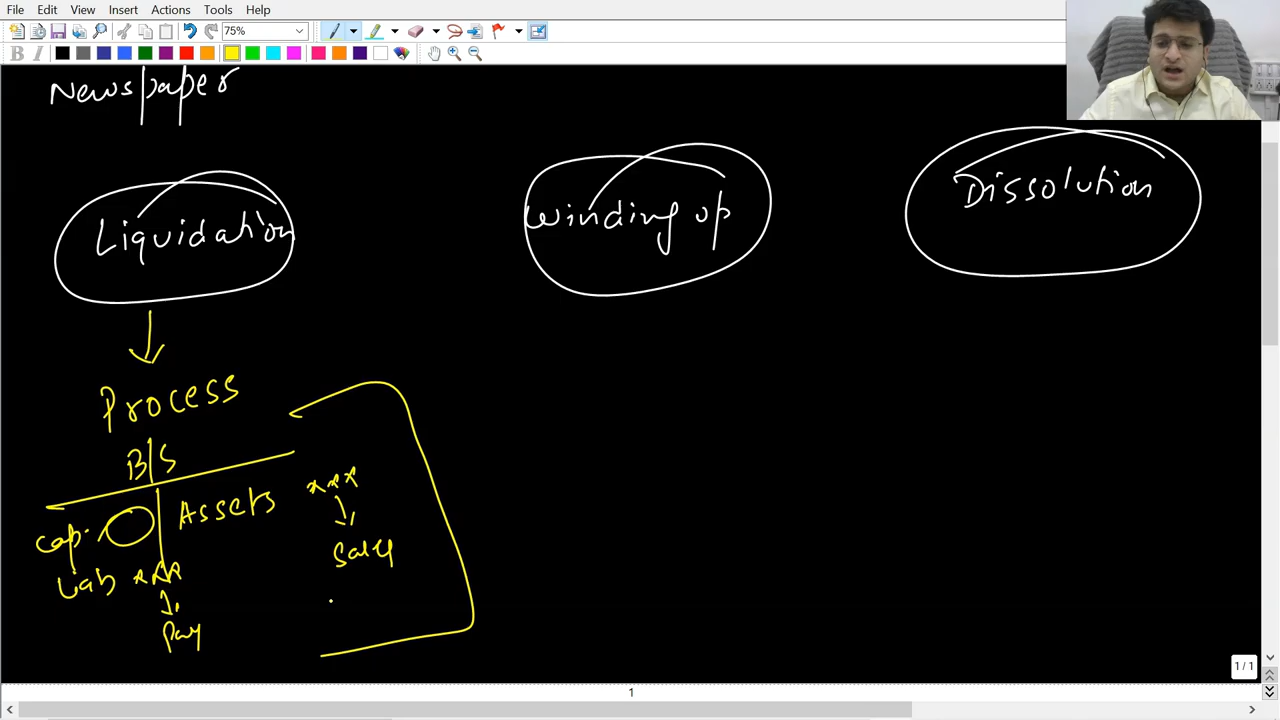 File Edit View Insert Actions Tools Help
75%
B I
Newspaper
Liquidation
Winding up
Dissolution
Process
B/S
Cap. Assets xxx
Liab xxx Sale
Pay
1/1
1